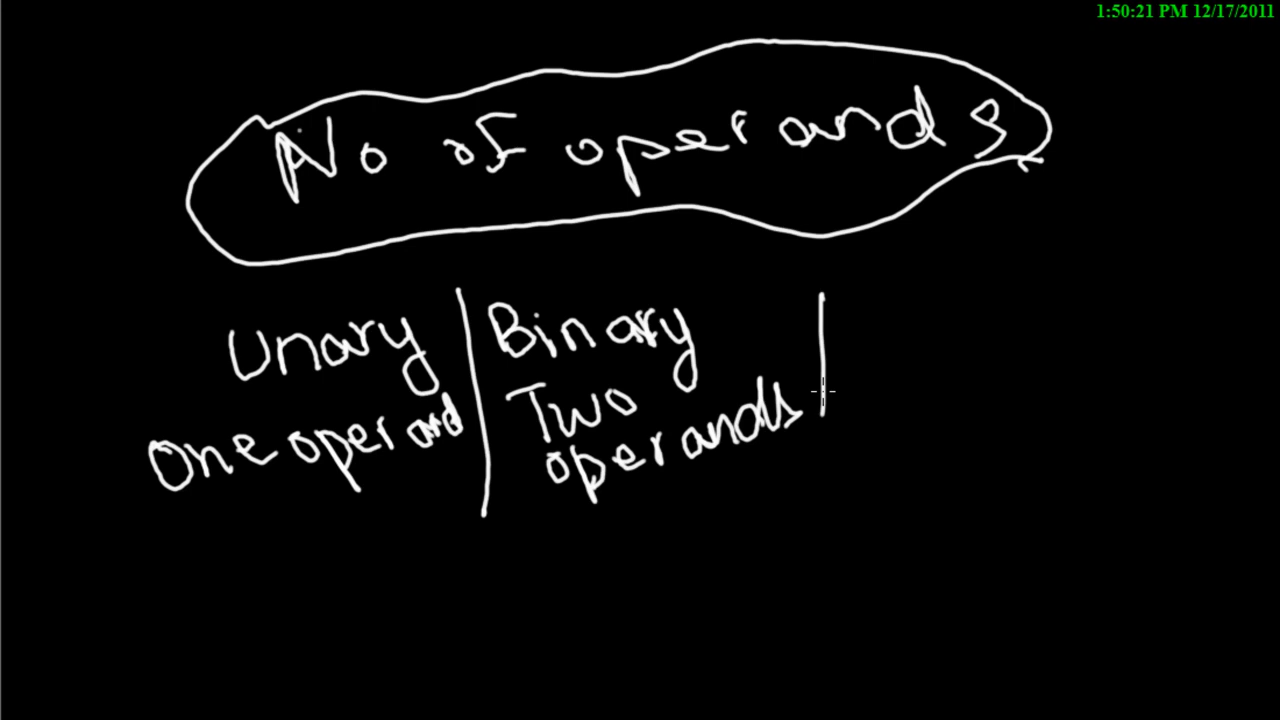 1:50:21 PM 12/17/2011
No of operands
Unary
One operand
Binary
Two
operands